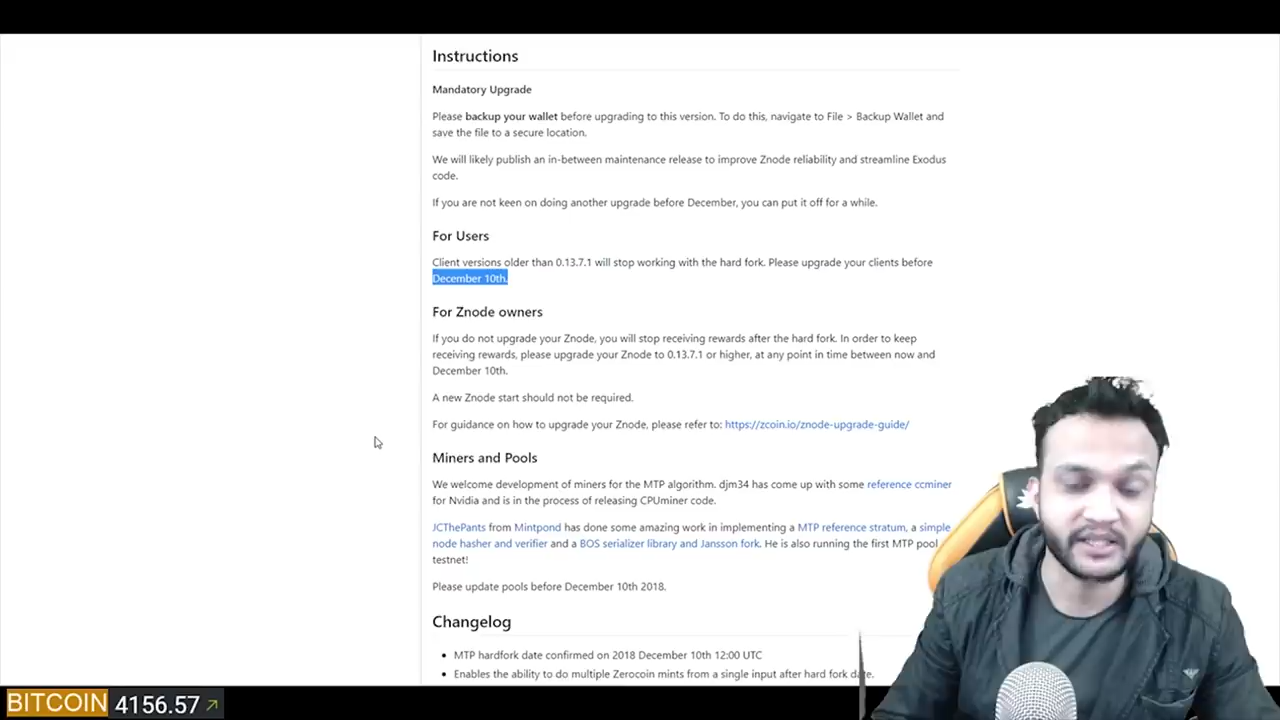 Instructions
Mandatory Upgrade
Please backup your wallet before upgrading to this version. To do this, navigate to File > Backup Wallet and
save the file to a secure location.
We will likely publish an in-between maintenance release to improve Znode reliability and streamline Exodus
code.
If you are not keen on doing another upgrade before December, you can put it off for a while.
For Users
Client versions older than 0.13.7.1 will stop working with the hard fork. Please upgrade your clients before
December 10th.
For Znode owners
If you do not upgrade your Znode, you will stop receiving rewards after the hard fork. In order to keep
receiving rewards, please upgrade your Znode to 0.13.7.1 or higher, at any point in time between now and
December 10th.
A new Znode start should not be required.
For guidance on how to upgrade your Znode, please refer to: https://zcoin.io/znode-upgrade-guide/
Miners and Pools
We welcome development of miners for the MTP algorithm. djm34 has come up with some reference ccminer
for Nvidia and is in the process of releasing CPUminer code.
JCThePants from Mintpond has done some amazing work in implementing a MTP reference stratum, a simple
node hasher and verifier and a BOS serializer library and Jansson fork. He is also running the first MTP pool
testnet!
Please update pools before December 10th 2018.
Changelog
MTP hardfork date confirmed on 2018 December 10th 12:00 UTC
Enables the ability to do multiple Zerocoin mints from a single input after hard fork date.
BITCOIN 4156.57